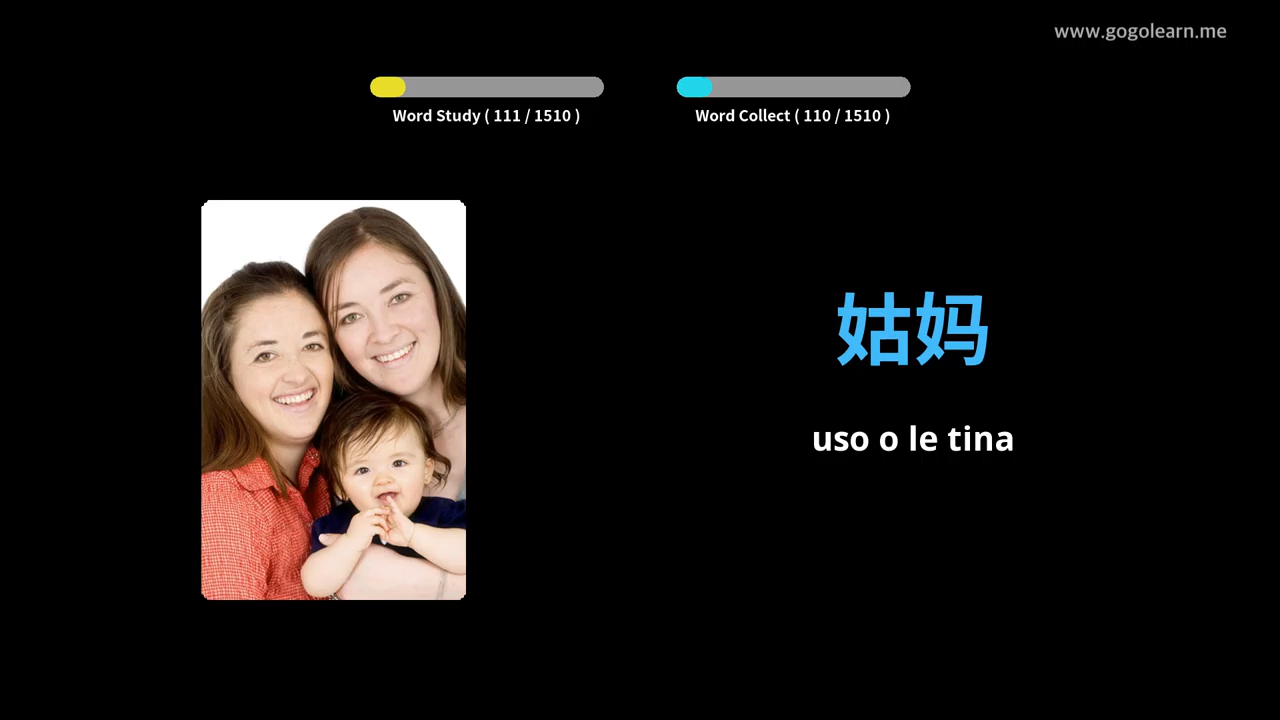 www.gogolearn.me
Word Study ( 111 / 1510 )
Word Collect ( 110 / 1510 )
姑妈
uso o le tina